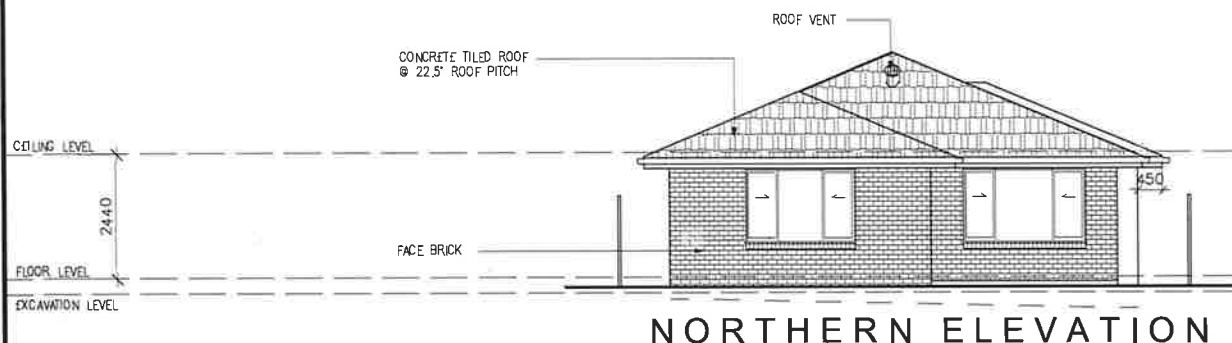 ROOF VENT
CONCRETE TILED ROOF
@ 22.5° ROOF PITCH
CEILING LEVEL
2440
450
FACE BRICK
FLOOR LEVEL
EXCAVATION LEVEL
NORTHERN ELEVATION